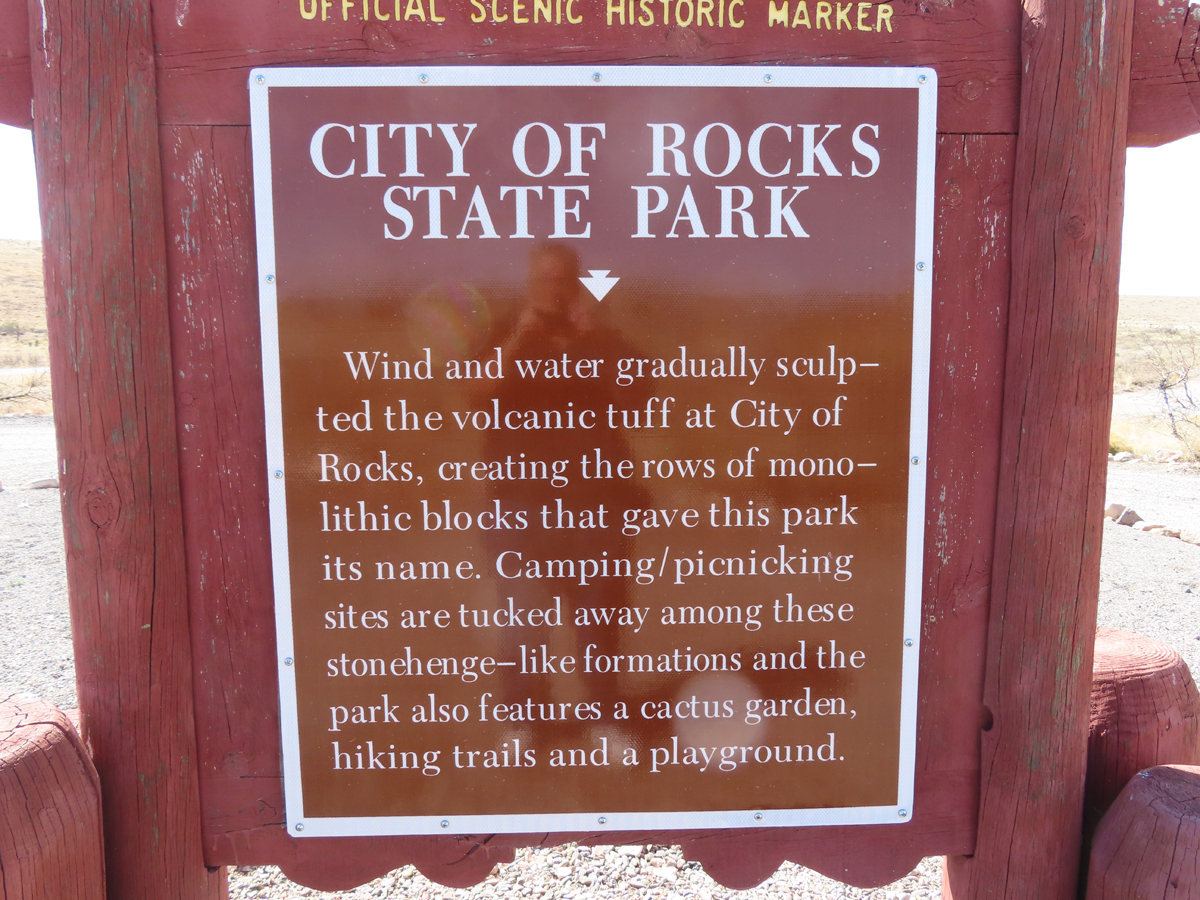 OFFICIAL SCENIC HISTORIC MARKER
CITY OF ROCKS
STATE PARK
Wind and water gradually sculp–
ted the volcanic tuff at City of
Rocks, creating the rows of mono–
lithic blocks that gave this park
its name. Camping/picnicking
sites are tucked away among these
stonehenge–like formations and the
park also features a cactus garden,
hiking trails and a playground.